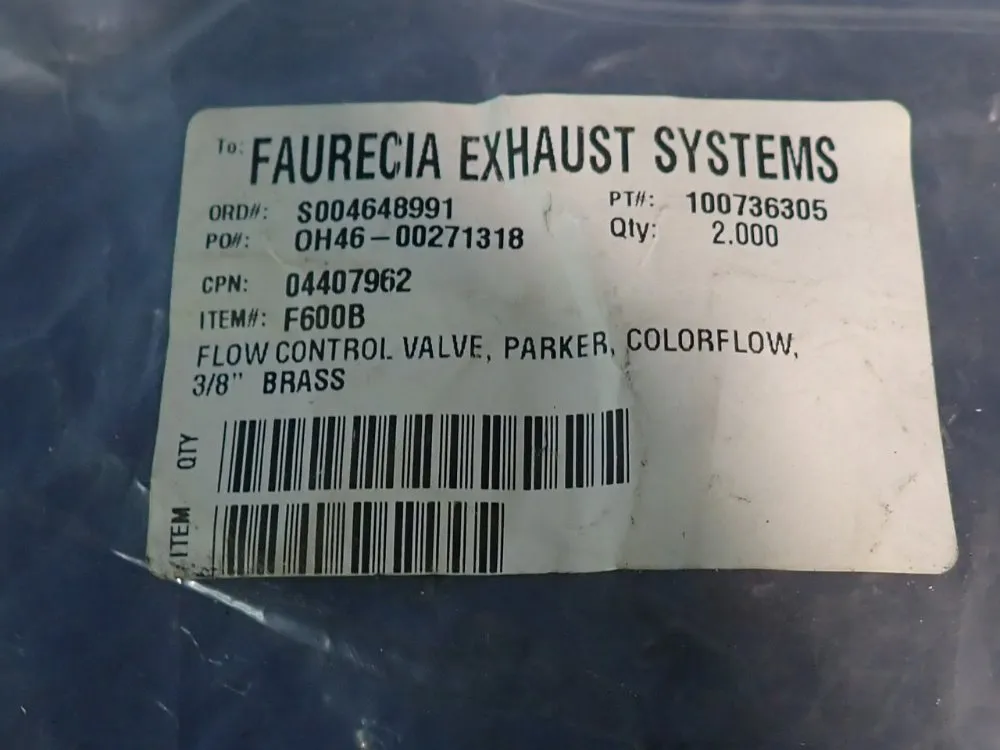 To: FAURECIA EXHAUST SYSTEMS
ORD#: S004648991 PT#: 100736305
PO#: OH46-00271318 Qty: 2.000
CPN: 04407962
ITEM#: F600B
FLOW CONTROL VALVE, PARKER, COLORFLOW,
3/8" BRASS
QTY
ITEM